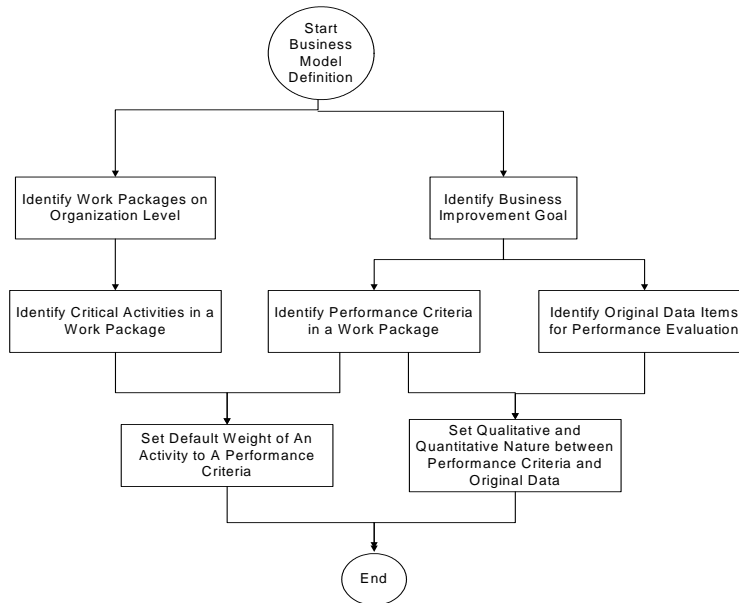 Start
Business
Model
Definition
Identify Work Packages on
Organization Level
Identify Business
Improvement Goal
Identify Critical Activities in a
Work Package
Identify Performance Criteria
in a Work Package
Identify Original Data Items
for Performance Evaluation
Set Default Weight of An
Activity to A Performance
Criteria
Set Qualitative and
Quantitative Nature between
Performance Criteria and
Original Data
End